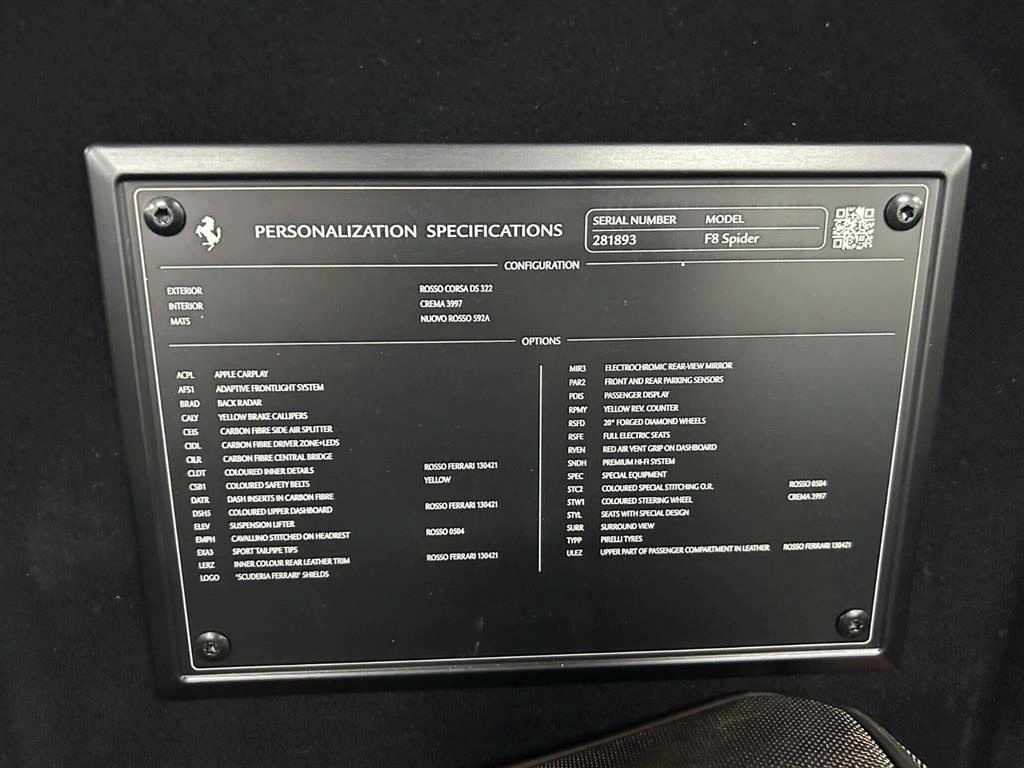 PERSONALIZATION SPECIFICATIONS
SERIAL NUMBER MODEL
281893 F8 Spider
CONFIGURATION
EXTERIOR ROSSO CORSA DS 322
INTERIOR CREMA 3997
MATS NUOVO ROSSO 592A
OPTIONS
ACPL APPLE CARPLAY
AFS1 ADAPTIVE FRONTLIGHT SYSTEM
BRAD BACK RADAR
CALY YELLOW BRAKE CALLIPERS
CEIS CARBON FIBRE SIDE AIR SPLITTER
CIDL CARBON FIBRE DRIVER ZONE+LEDS
CILR CARBON FIBRE CENTRAL BRIDGE
CLDT COLOURED INNER DETAILS ROSSO FERRARI 130421
CSB1 COLOURED SAFETY BELTS YELLOW
DATR DASH INSERTS IN CARBON FIBRE
DSH5 COLOURED UPPER DASHBOARD ROSSO FERRARI 130421
ELEV SUSPENSION LIFTER
EMPH CAVALLINO STITCHED ON HEADREST ROSSO 0504
EXA3 SPORT TAILPIPE TIPS
LERZ INNER COLOUR REAR LEATHER TRIM ROSSO FERRARI 130421
LOGO 'SCUDERIA FERRARI' SHIELDS
MIR3 ELECTROCHROMIC REAR-VIEW MIRROR
PAR2 FRONT AND REAR PARKING SENSORS
PDIS PASSENGER DISPLAY
RPMY YELLOW REV. COUNTER
RSFD 20" FORGED DIAMOND WHEELS
RSFE FULL ELECTRIC SEATS
RVEN RED AIR VENT GRIP ON DASHBOARD
SNDH PREMIUM HI-FI SYSTEM
SPEC SPECIAL EQUIPMENT
STC2 COLOURED SPECIAL STITCHING O.R. ROSSO 0504
STW1 COLOURED STEERING WHEEL CREMA 3997
STYL SEATS WITH SPECIAL DESIGN
SURR SURROUND VIEW
TYPP PIRELLI TYRES
ULEZ UPPER PART OF PASSENGER COMPARTMENT IN LEATHER ROSSO FERRARI 130421